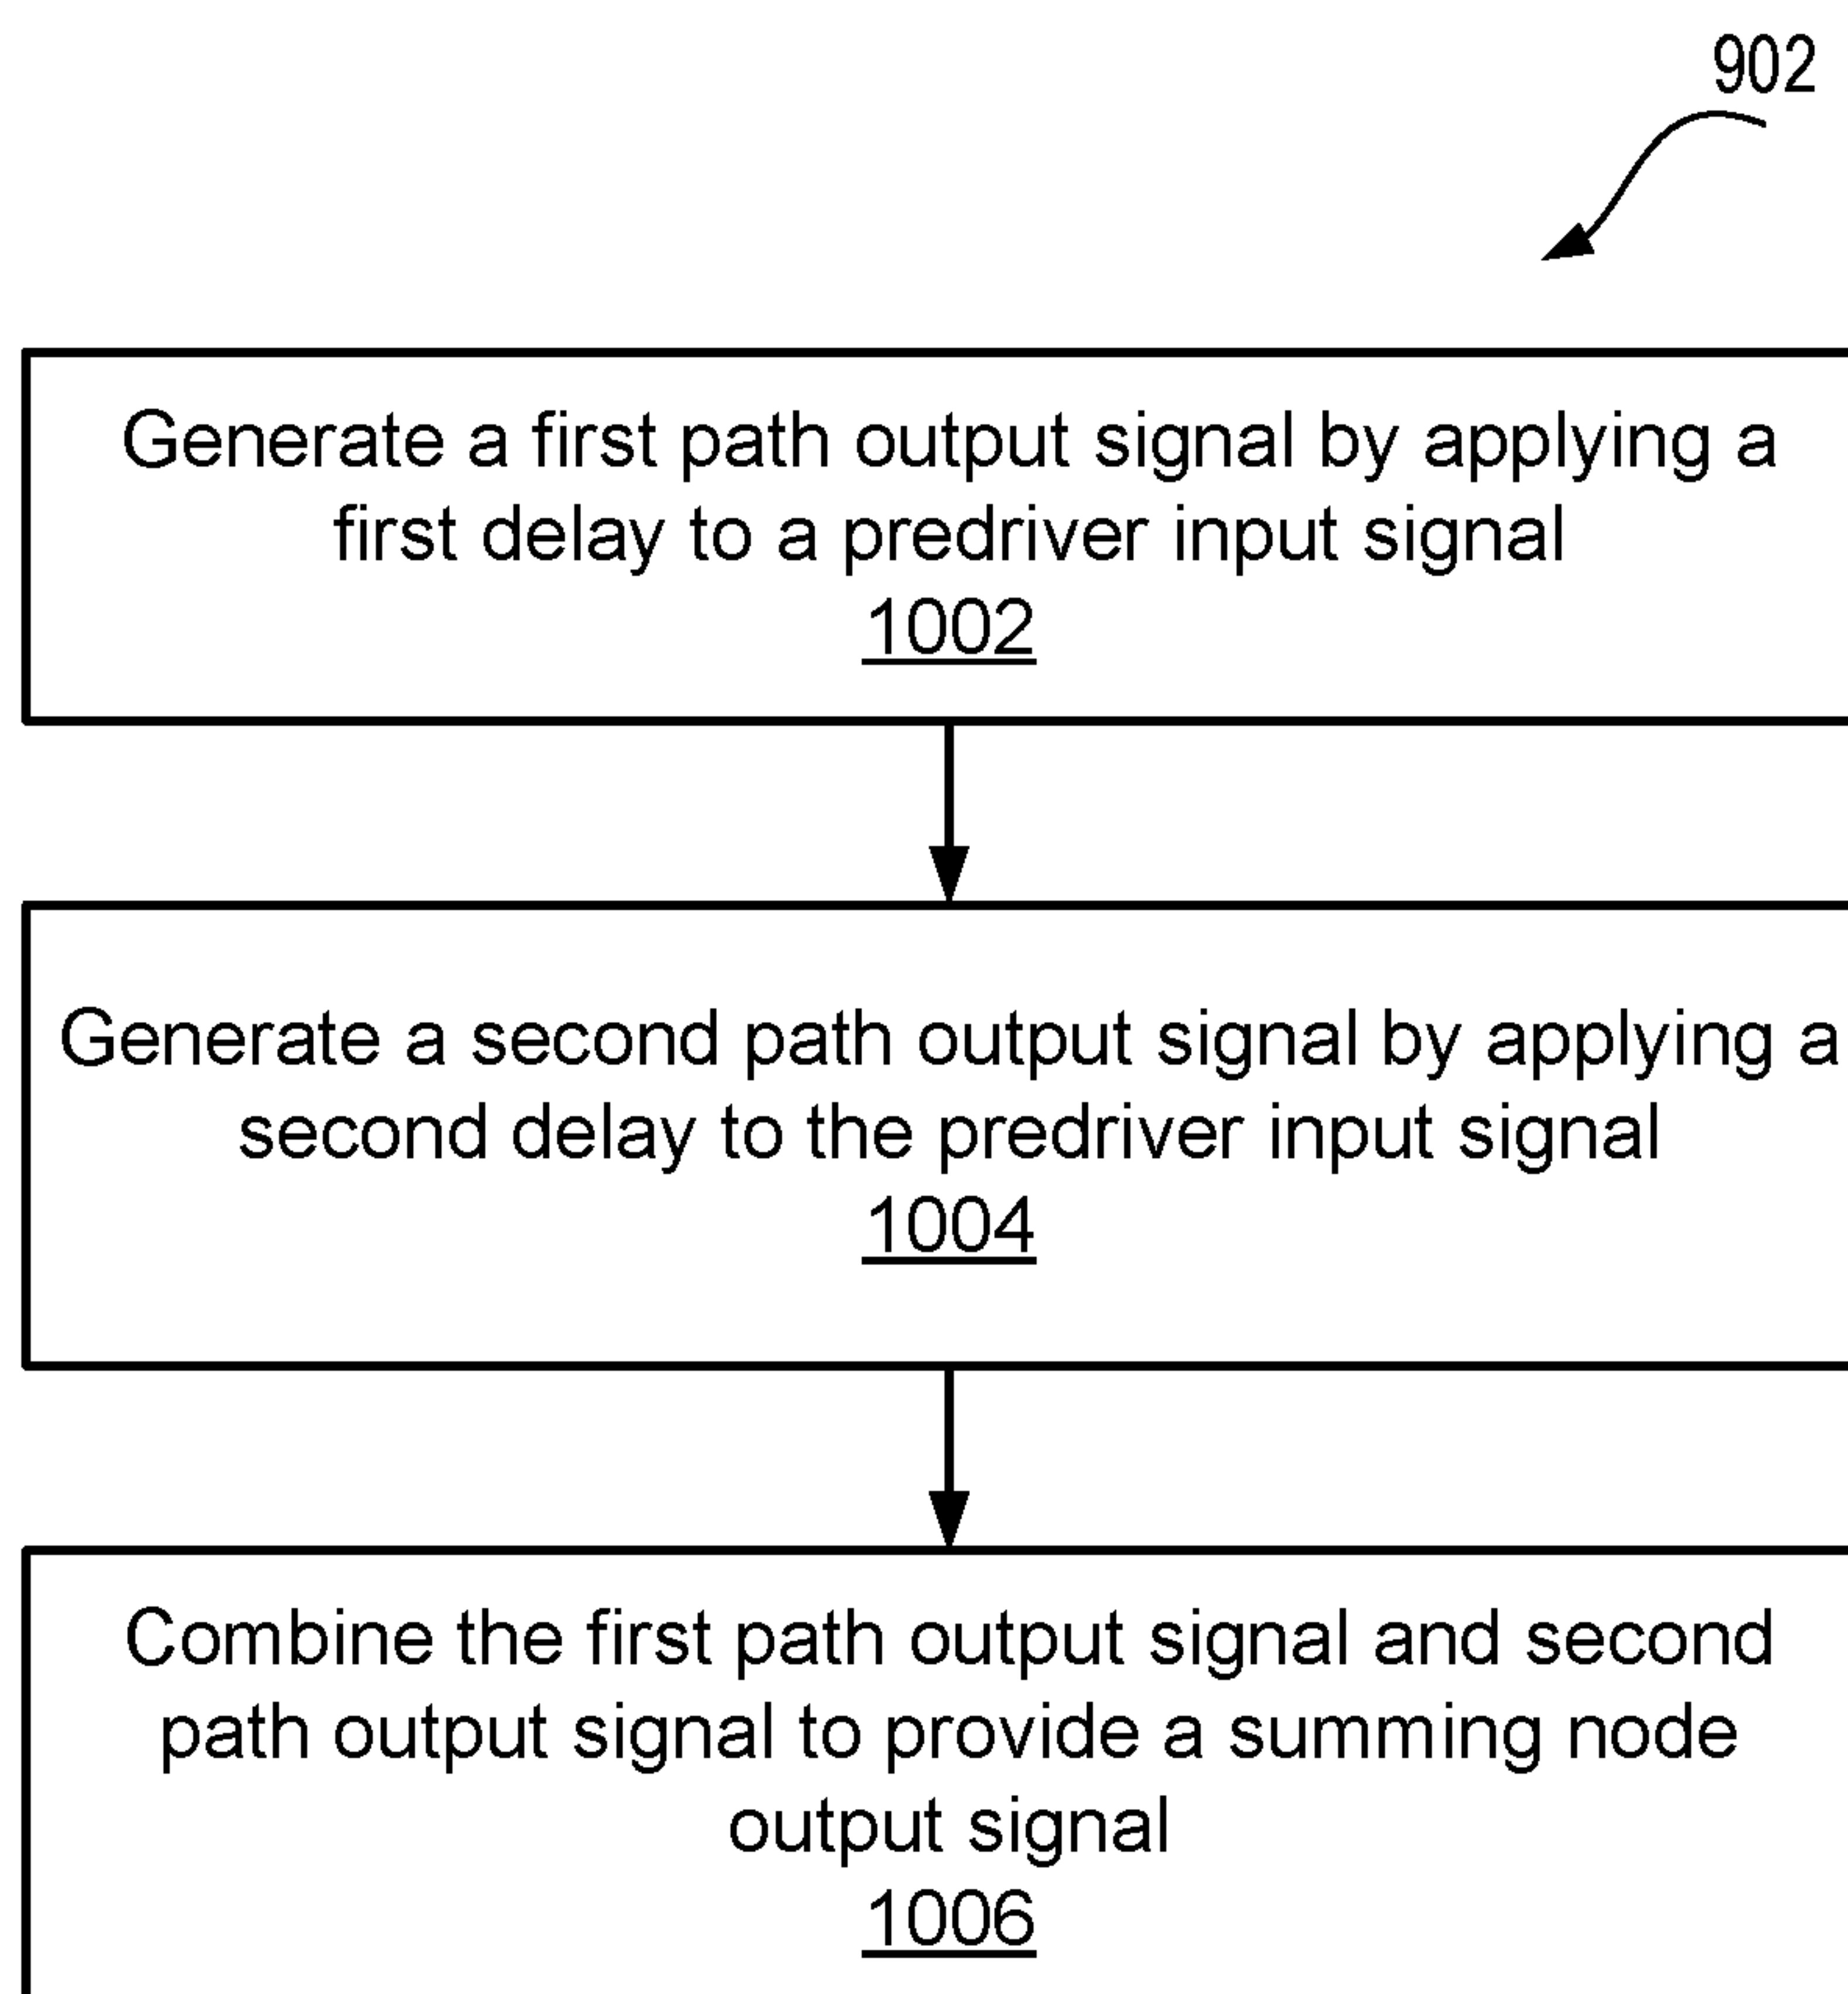 902
Generate a first path output signal by applying a
first delay to a predriver input signal
1002
Generate a second path output signal by applying a
second delay to the predriver input signal
1004
Combine the first path output signal and second
path output signal to provide a summing node
output signal
1006